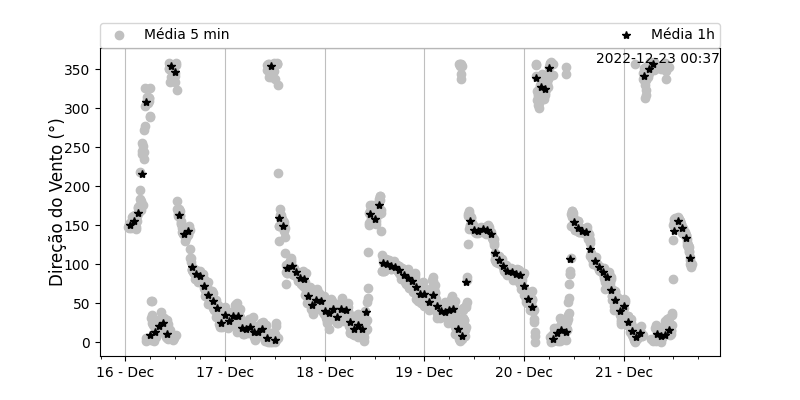 Média 5 min
Média 1h
2022-12-23 00:37
Direção do Vento (°)
350
300
250
200
150
100
50
0
16 - Dec
17 - Dec
18 - Dec
19 - Dec
20 - Dec
21 - Dec